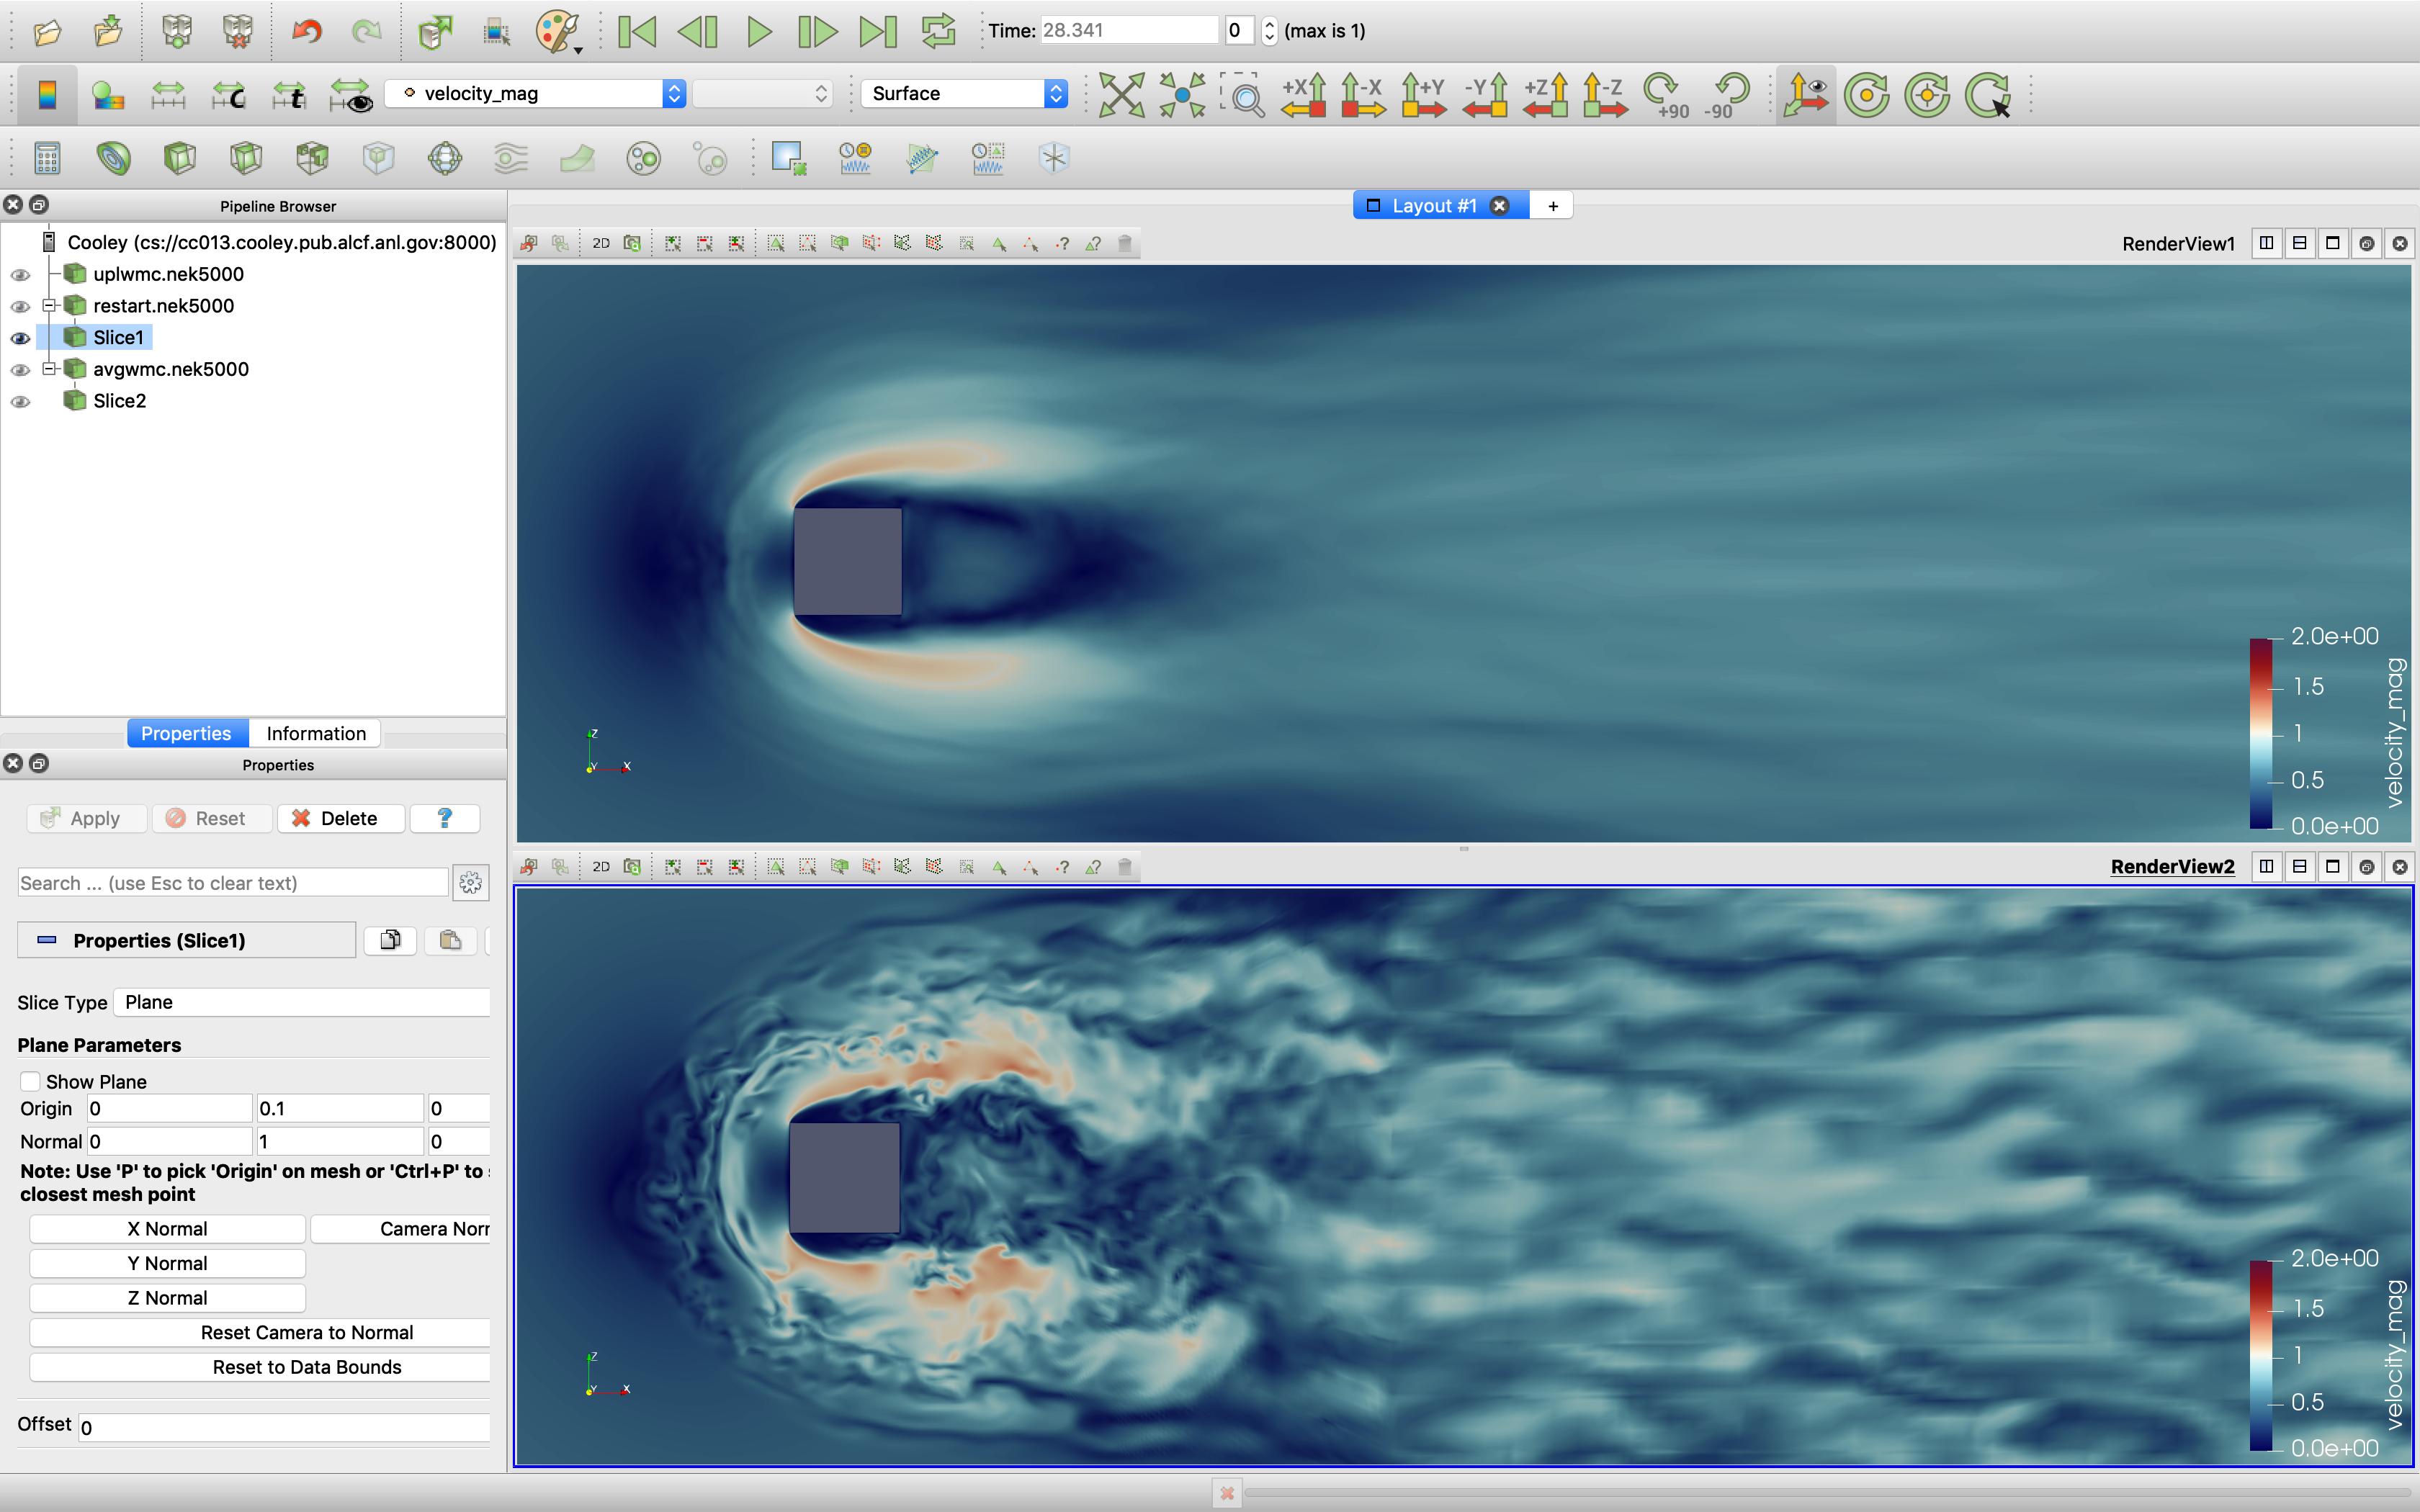 Time: 28.341 0 (max is 1)
velocity_mag Surface +X -X +Y -Y +Z -Z +90 -90
C t
Pipeline Browser
Layout #1 +
Cooley (cs://cc013.cooley.pub.alcf.anl.gov:8000)
uplwmc.nek5000
restart.nek5000
Slice1
avgwmc.nek5000
Slice2
2D ? ? RenderView1
Z
Y X
2.0e+00
1.5
1
0.5
0.0e+00
velocity_mag
Properties Information
Properties
Apply Reset Delete ?
Search ... (use Esc to clear text)
Properties (Slice1)
Slice Type Plane
Plane Parameters
Show Plane
Origin 0 0.1 0
Normal 0 1 0
Note: Use 'P' to pick 'Origin' on mesh or 'Ctrl+P' to
closest mesh point
X Normal Camera Norr
Y Normal
Z Normal
Reset Camera to Normal
Reset to Data Bounds
Offset 0
2D ? ? RenderView2
Z
Y X
2.0e+00
1.5
1
0.5
0.0e+00
velocity_mag